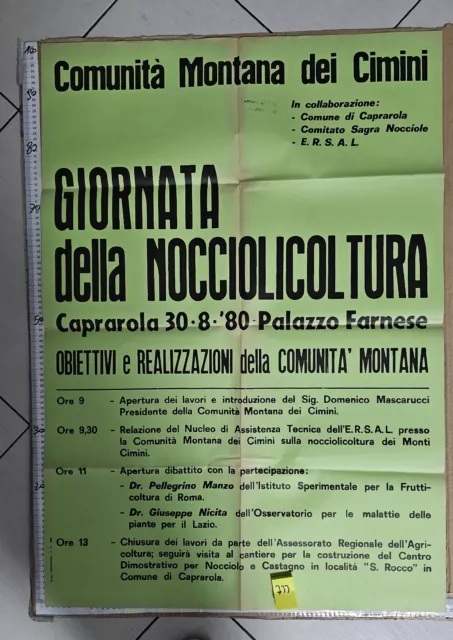 Comunità Montana dei Cimini
In collaborazione:
- Comune di Caprarola
- Comitato Sagra Nocciole
- E.R.S.A.L.
GIORNATA
della NOCCIOLICOLTURA
Caprarola 30-8-'80 - Palazzo Farnese
OBIETTIVI e REALIZZAZIONI della COMUNITA' MONTANA
Ore 9 - Apertura dei lavori e introduzione del Sig. Domenico Mascarucci
Presidente della Comunità Montana dei Cimini.
Ore 9,30 - Relazione del Nucleo di Assistenza Tecnica dell'E.R.S.A.L. presso
la Comunità Montana dei Cimini sulla nocciolicoltura dei Monti
Cimini.
Ore 11 - Apertura dibattito con la partecipazione:
- Dr. Pellegrino Manzo dell'Istituto Sperimentale per la Frutti-
coltura di Roma.
- Dr. Giuseppe Nicita dell'Osservatorio per le malattie delle
piante per il Lazio.
Ore 13 - Chiusura dei lavori da parte dell'Assessorato Regionale dell'Agri-
coltura; seguirà visita al cantiere per la costruzione del Centro
Dimostrativo per Nocciolo e Castagno in località "S. Rocco" in
Comune di Caprarola.